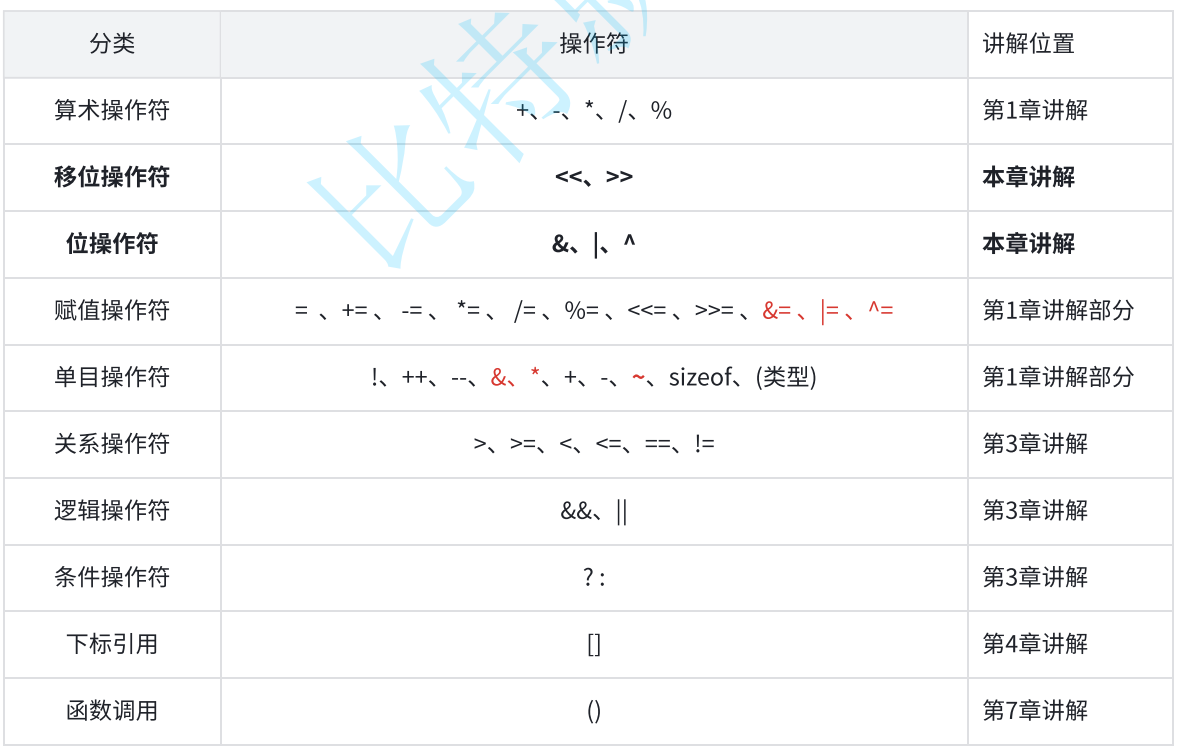 分类 操作符 讲解位置
算术操作符 +、-、*、/、% 第1章讲解
移位操作符 <<、>> 本章讲解
位操作符 &、|、^ 本章讲解
赋值操作符 = 、+= 、 -= 、 *= 、 /= 、%= 、<<= 、>>= 、&= 、|= 、^= 第1章讲解部分
单目操作符 !、++、--、&、*、+、-、~、sizeof、(类型) 第1章讲解部分
关系操作符 >、>=、<、<=、==、!= 第3章讲解
逻辑操作符 &&、|| 第3章讲解
条件操作符 ? : 第3章讲解
下标引用 [] 第4章讲解
函数调用 () 第7章讲解
比特